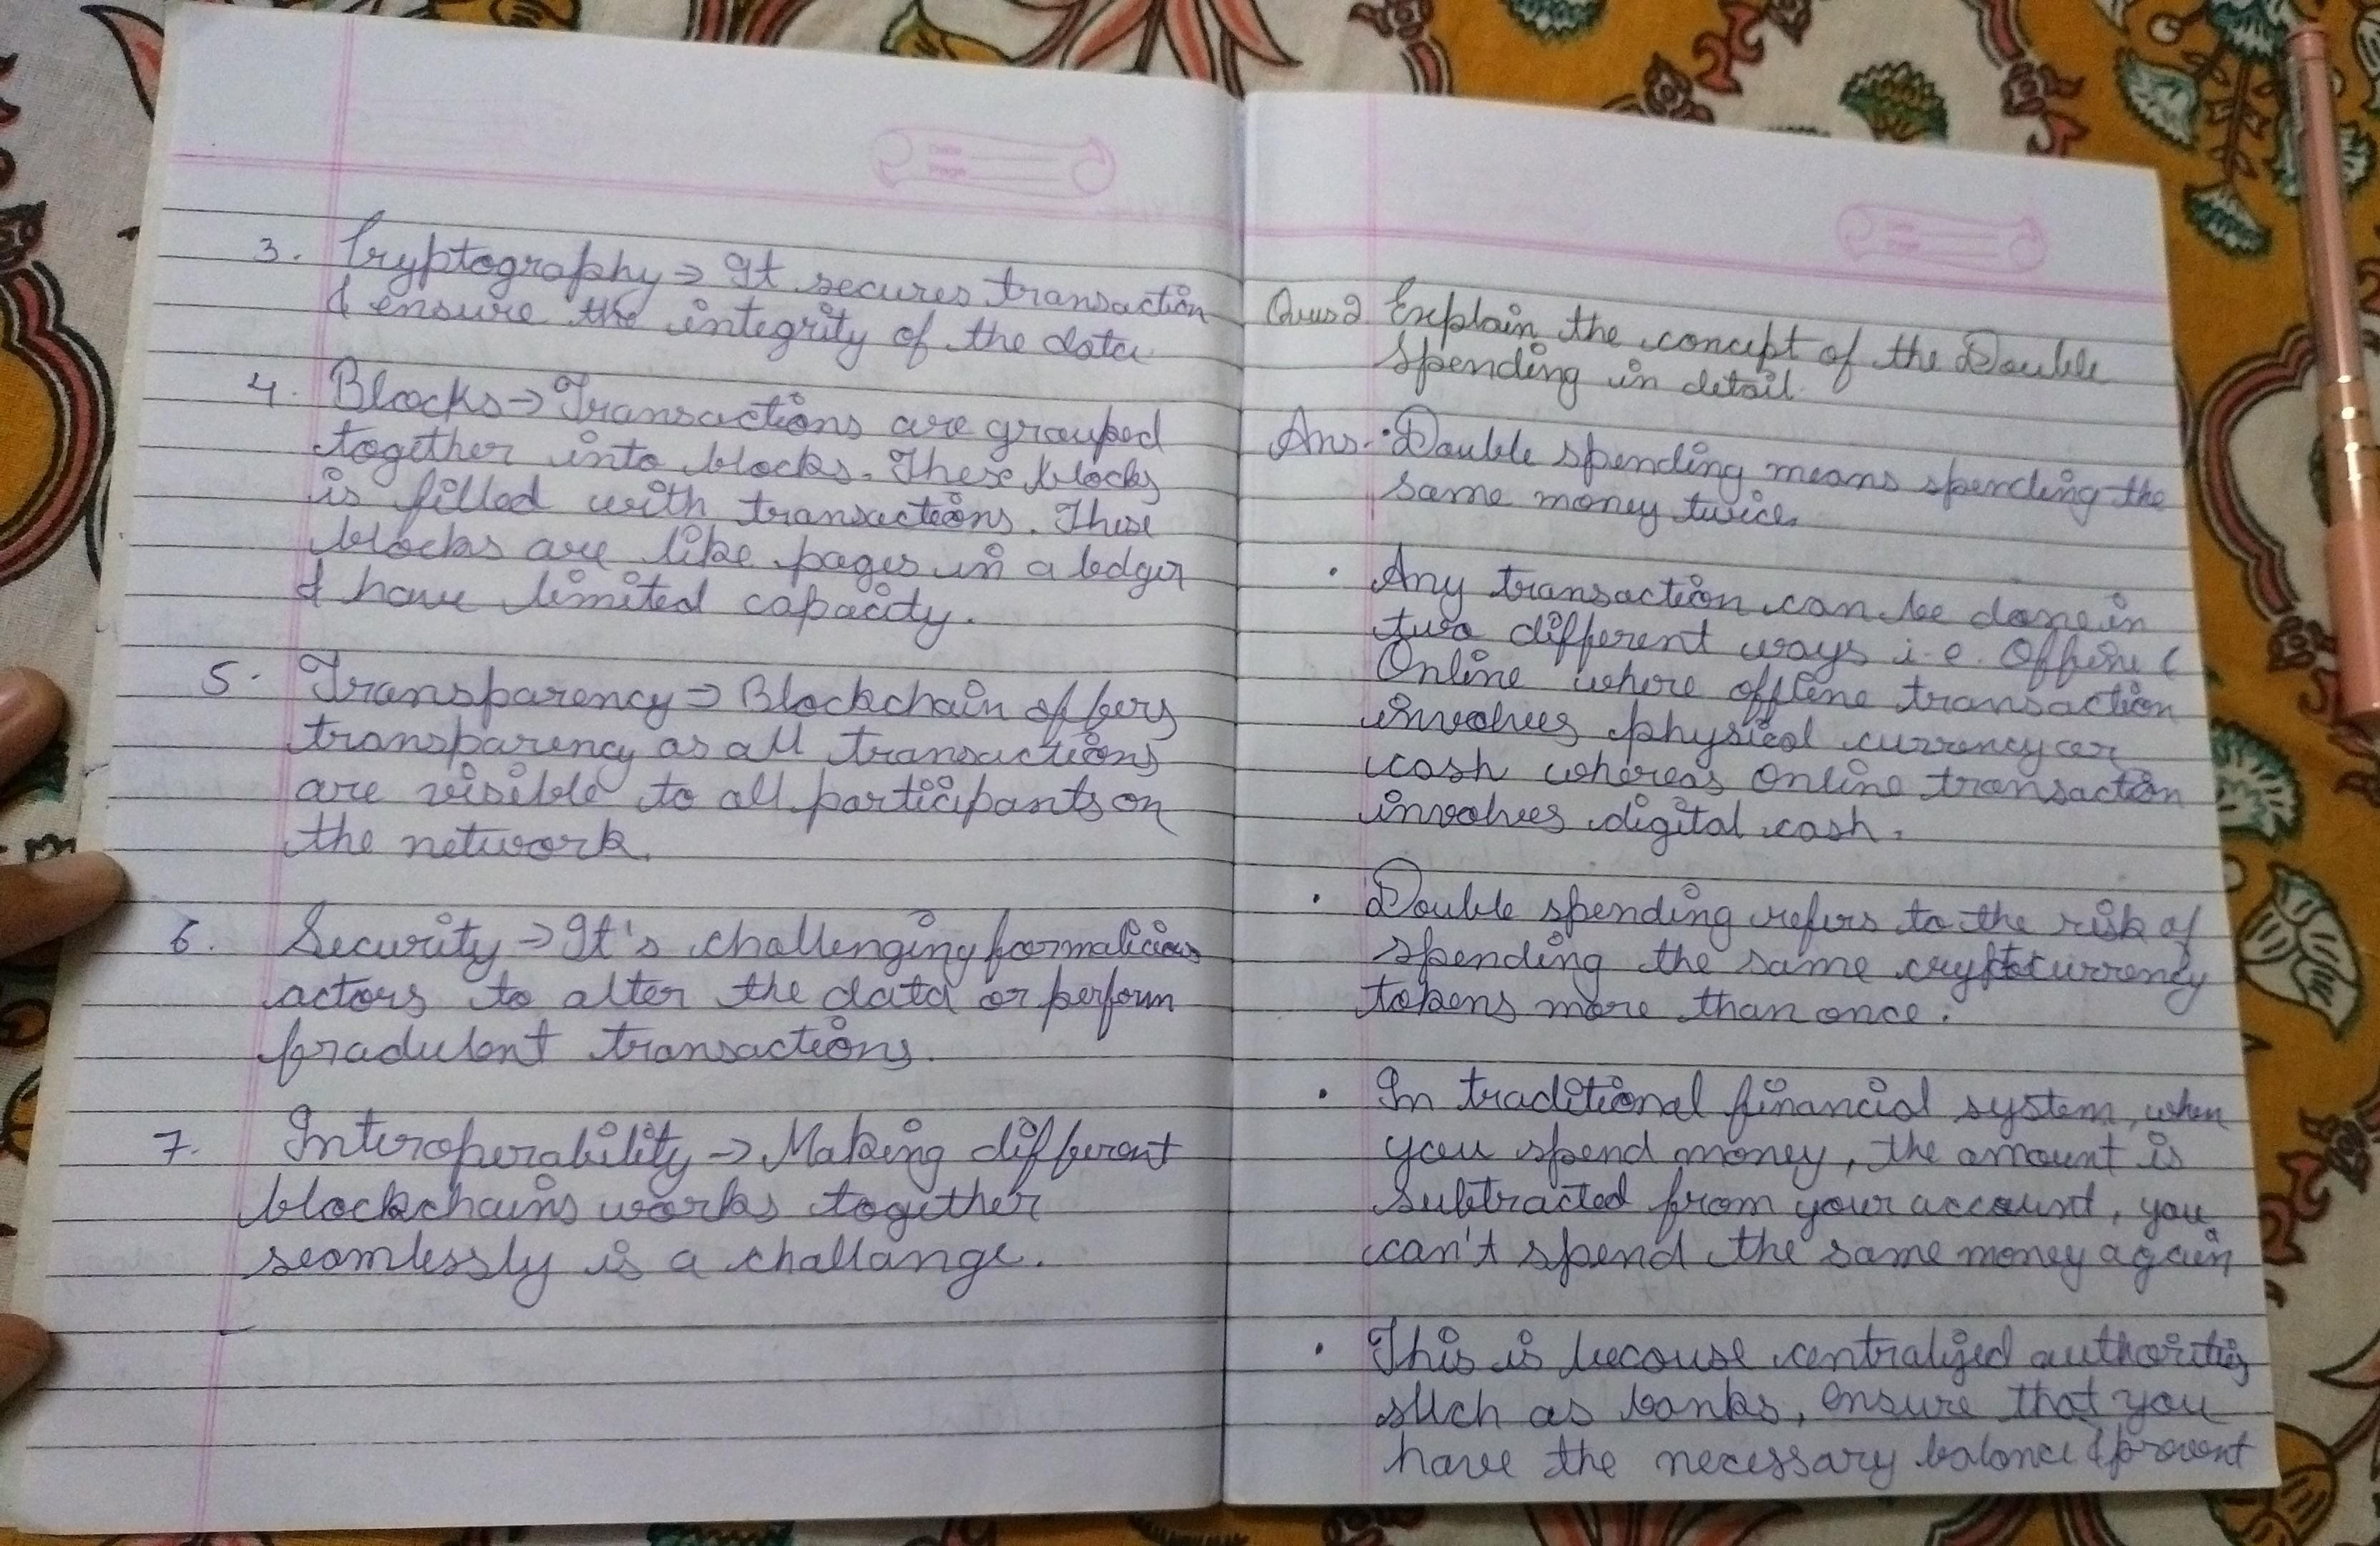 3. Cryptography → It secures transaction
& ensure the integrity of the data
4. Blocks → Transactions are grouped
together into blocks. These blocks
is filled with transactions. These
blocks are like pages in a ledger
& have limited capacity.
5. Transparency → Blockchain offers
transparency as all transactions
are visible to all participants on
the network.
6. Security → It's challenging for malicious
actors to alter the data or perform
fradulent transactions.
7. Interoperability → Making different
blockchains works together
seamlessly is a challange.
Date
Page
Ques2 Explain the concept of the Double
Spending in detail.
Ans. • Double spending means spending the
same money twice.
• Any transaction can be done in
two different ways i.e. Offline (
Online where offline transaction
involves physical currency or
cash whereas Online transaction
involves digital cash.
• Double spending refers to the risk of
spending the same cryptocurrency
tokens more than once.
• In traditional financial system, when
you spend money, the amount is
subtracted from your account, you
can't spend the same money again
• This is because centralized authorities
such as banks, ensure that you
have the necessary balance & prevent